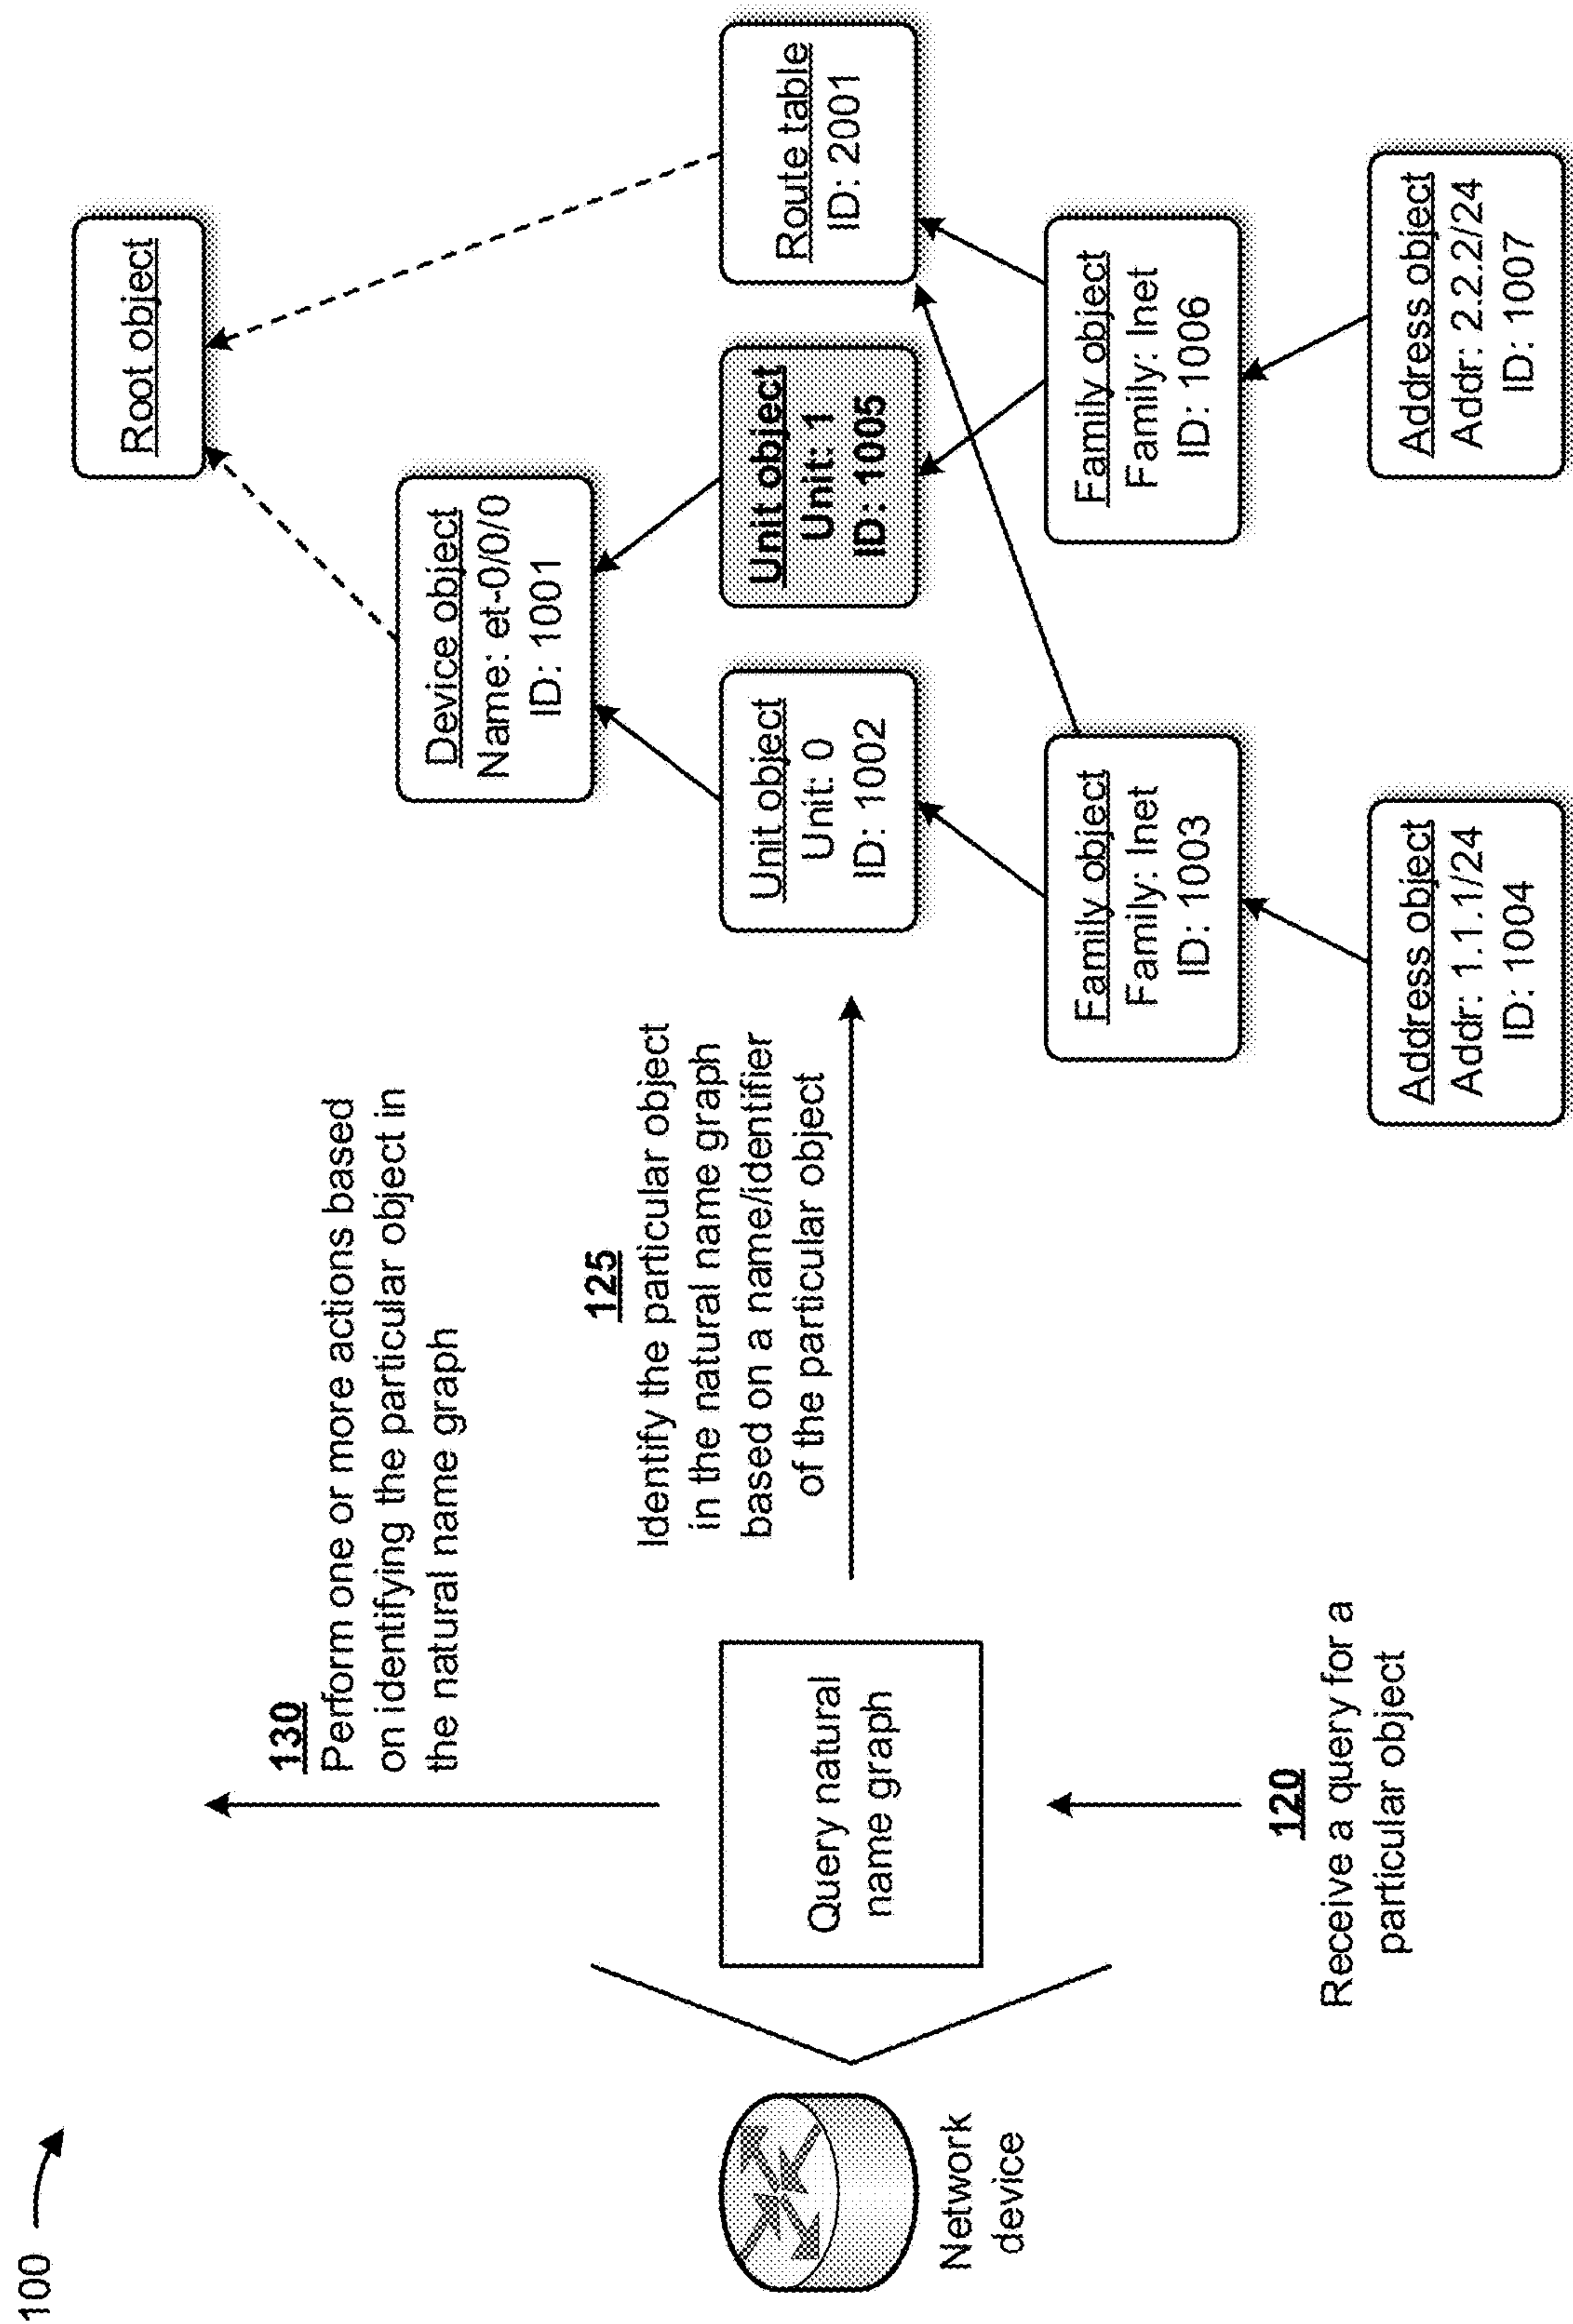 100
Network
device
Query natural
name graph
120
Receive a query for a
particular object
130
Perform one or more actions based
on identifying the particular object in
the natural name graph
125
Identify the particular object
in the natural name graph
based on a name/identifier
of the particular object
Root object
Device object
Name: et-0/0/0
ID: 1001
Unit object
Unit: 0
ID: 1002
Unit object
Unit: 1
ID: 1005
Route table
ID: 2001
Family object
Family: Inet
ID: 1003
Family object
Family: Inet
ID: 1006
Address object
Addr: 1.1.1/24
ID: 1004
Address object
Addr: 2.2.2/24
ID: 1007